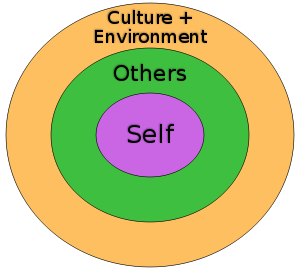 Culture +
Environment
Others
Self